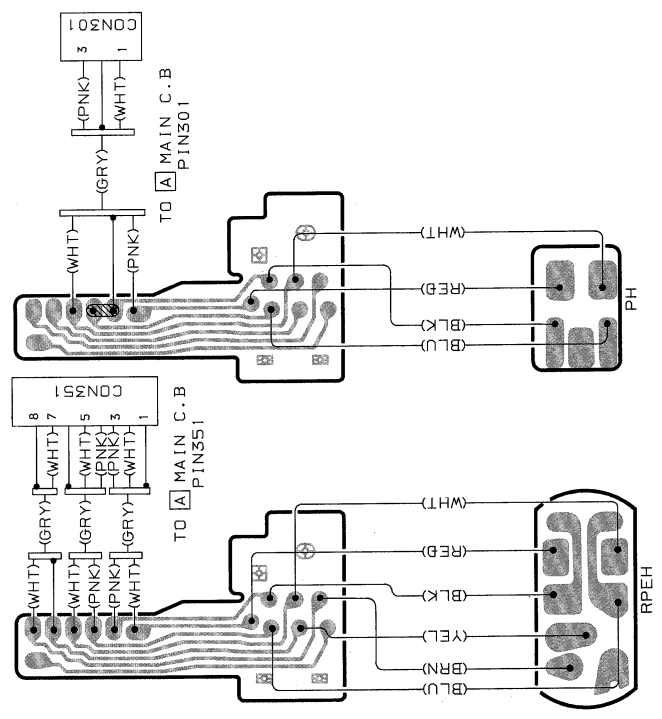 CON301
3 1
(PNK)
(WHT)
(GRY)
TO A MAIN C.B
PIN301
(WHT)
(PNK)
(WHT)
(RED)
(BLK)
(BLU)
PH
CON351
8 7 5 3 1
(WHT)
(WHT)
(PNK)
(PNK)
(WHT)
(GRY)
(GRY)
(GRY)
TO A MAIN C.B
PIN351
(WHT)
(WHT)
(PNK)
(PNK)
(WHT)
(WHT)
(RED)
(BLK)
(YEL)
(BRN)
(BLU)
RPEH